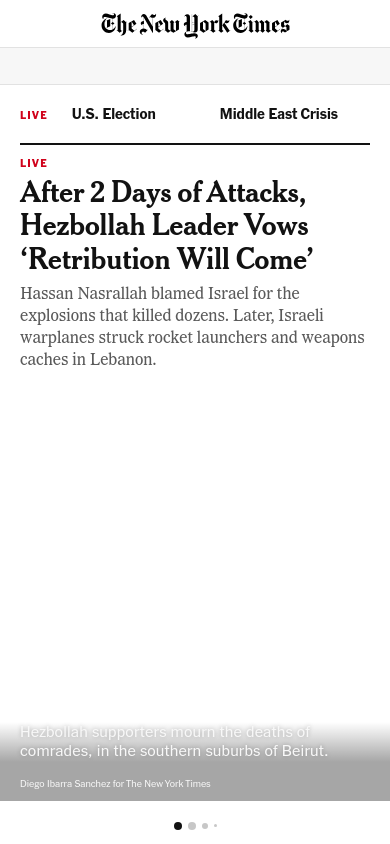 The New York Times
LIVE U.S. Election Middle East Crisis
LIVE
After 2 Days of Attacks,
Hezbollah Leader Vows
‘Retribution Will Come’
Hassan Nasrallah blamed Israel for the
explosions that killed dozens. Later, Israeli
warplanes struck rocket launchers and weapons
caches in Lebanon.
Hezbollah supporters mourn the deaths of
comrades, in the southern suburbs of Beirut.
Diego Ibarra Sanchez for The New York Times